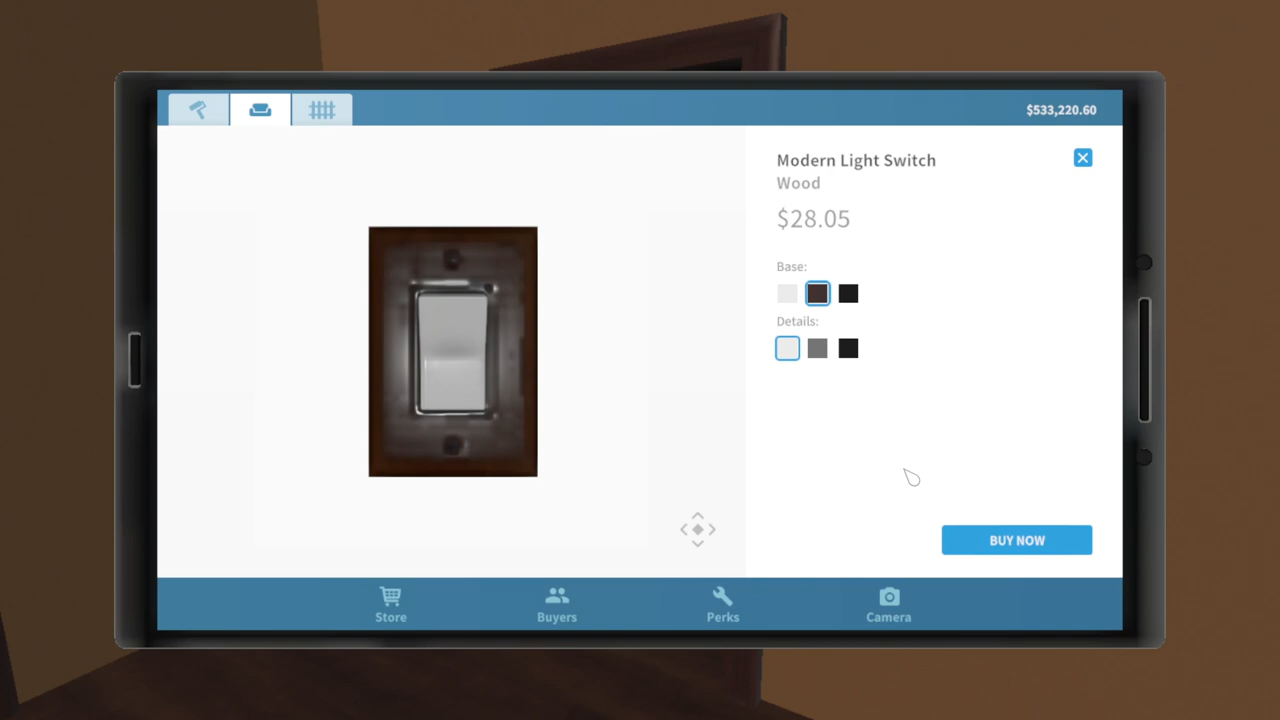 $533,220.60
Modern Light Switch
Wood
$28.05
Base:
Details:
BUY NOW
Store
Buyers
Perks
Camera